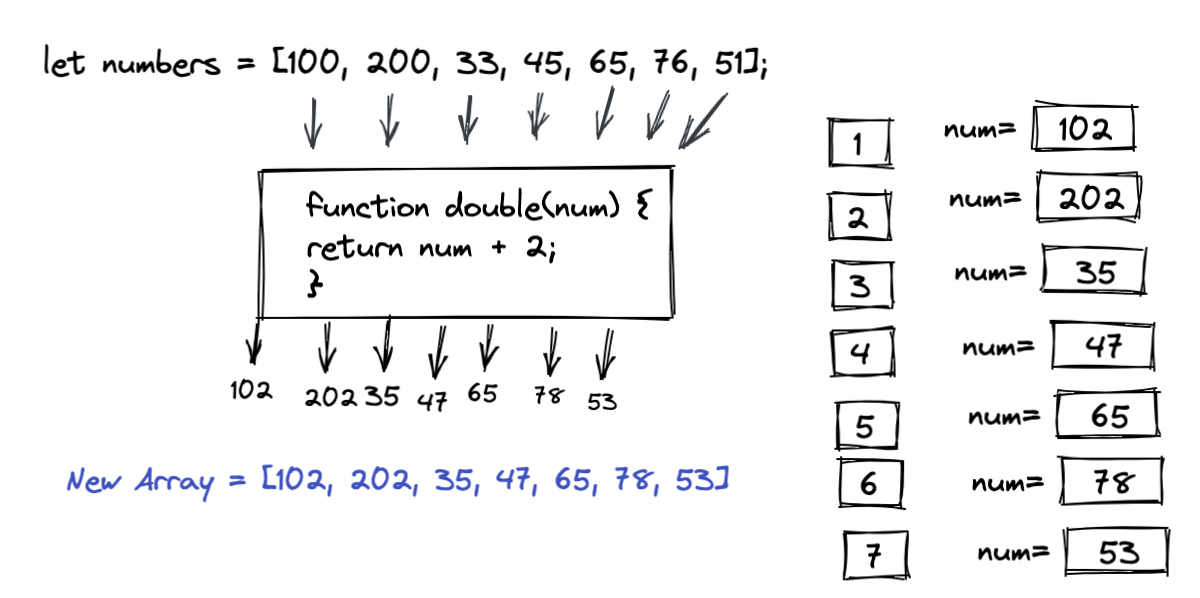 let numbers = [100, 200, 33, 45, 65, 76, 51];
function double(num) {
return num + 2;
}
102 202 35 47 65 78 53
New Array = [102, 202, 35, 47, 65, 78, 53]
1 num= 102
2 num= 202
3 num= 35
4 num= 47
5 num= 65
6 num= 78
7 num= 53